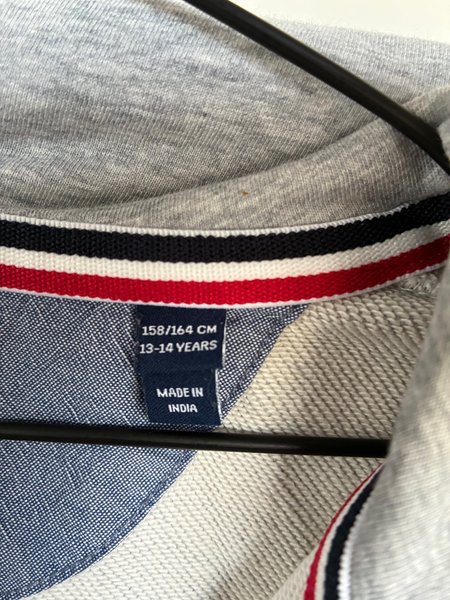 158/164 CM
13-14 YEARS
MADE IN
INDIA